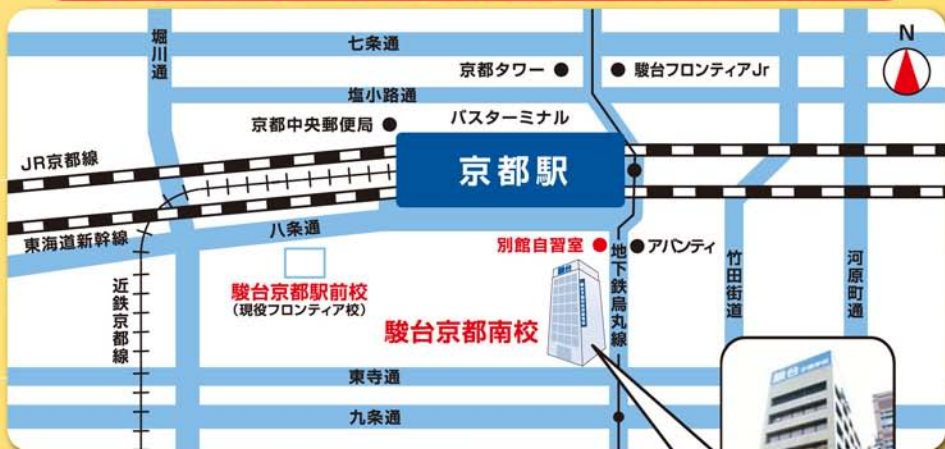 七条通
N
堀川通
京都タワー
駿台フロンティアJr
塩小路通
京都中央郵便局
バスターミナル
JR京都線
京都駅
東海道新幹線
八条通
別館自習室
アバンティ
駿台京都駅前校
(現役フロンティア校)
駿台
駿台京都南校
近鉄京都線
地下鉄烏丸線
竹田街道
河原町通
東寺通
九条通
駿台